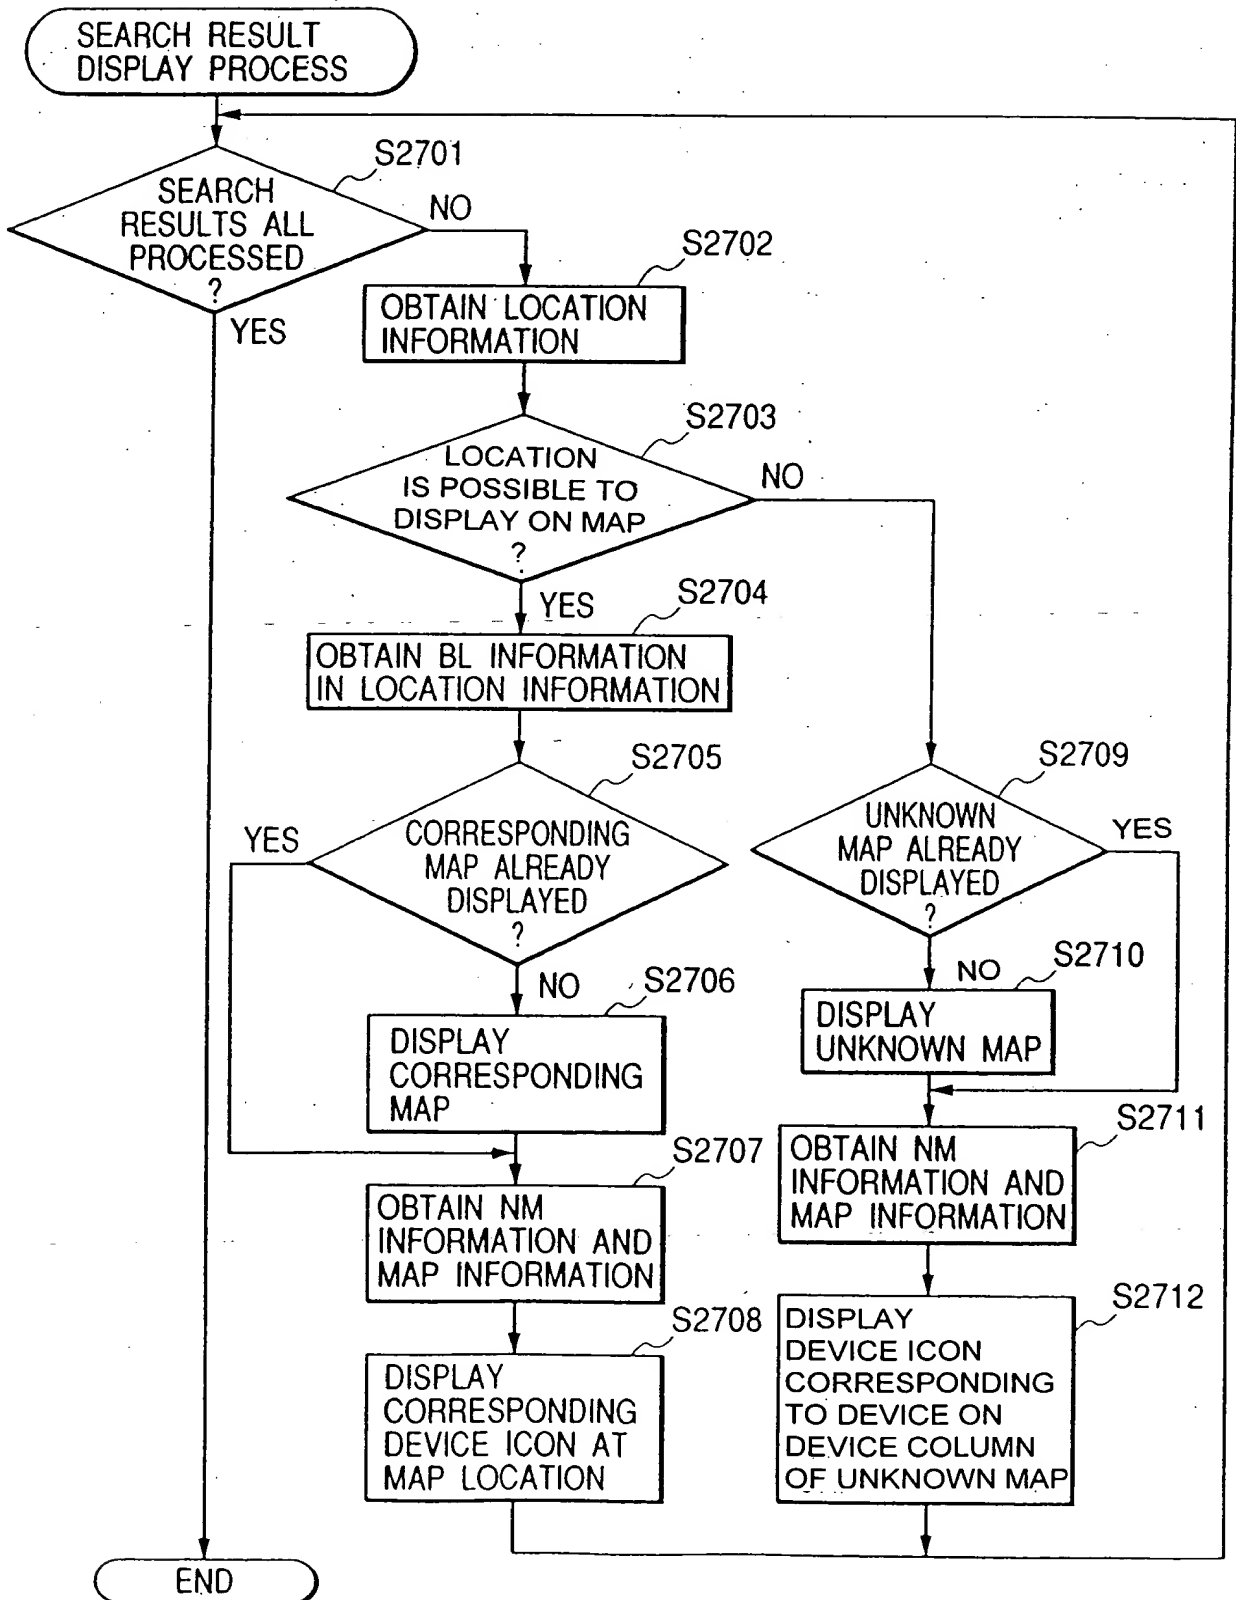 SEARCH RESULT
DISPLAY PROCESS
S2701
SEARCH
RESULTS ALL
PROCESSED
?
NO
YES
S2702
OBTAIN LOCATION
INFORMATION
S2703
LOCATION
IS POSSIBLE TO
DISPLAY ON MAP
?
NO
YES
S2704
OBTAIN BL INFORMATION
IN LOCATION INFORMATION
S2705
CORRESPONDING
MAP ALREADY
DISPLAYED
?
YES
NO
S2706
DISPLAY
CORRESPONDING
MAP
S2707
OBTAIN NM
INFORMATION AND
MAP INFORMATION
S2708
DISPLAY
CORRESPONDING
DEVICE ICON AT
MAP LOCATION
S2709
UNKNOWN
MAP ALREADY
DISPLAYED
?
YES
NO
S2710
DISPLAY
UNKNOWN MAP
S2711
OBTAIN NM
INFORMATION AND
MAP INFORMATION
S2712
DISPLAY
DEVICE ICON
CORRESPONDING
TO DEVICE ON
DEVICE COLUMN
OF UNKNOWN MAP
END